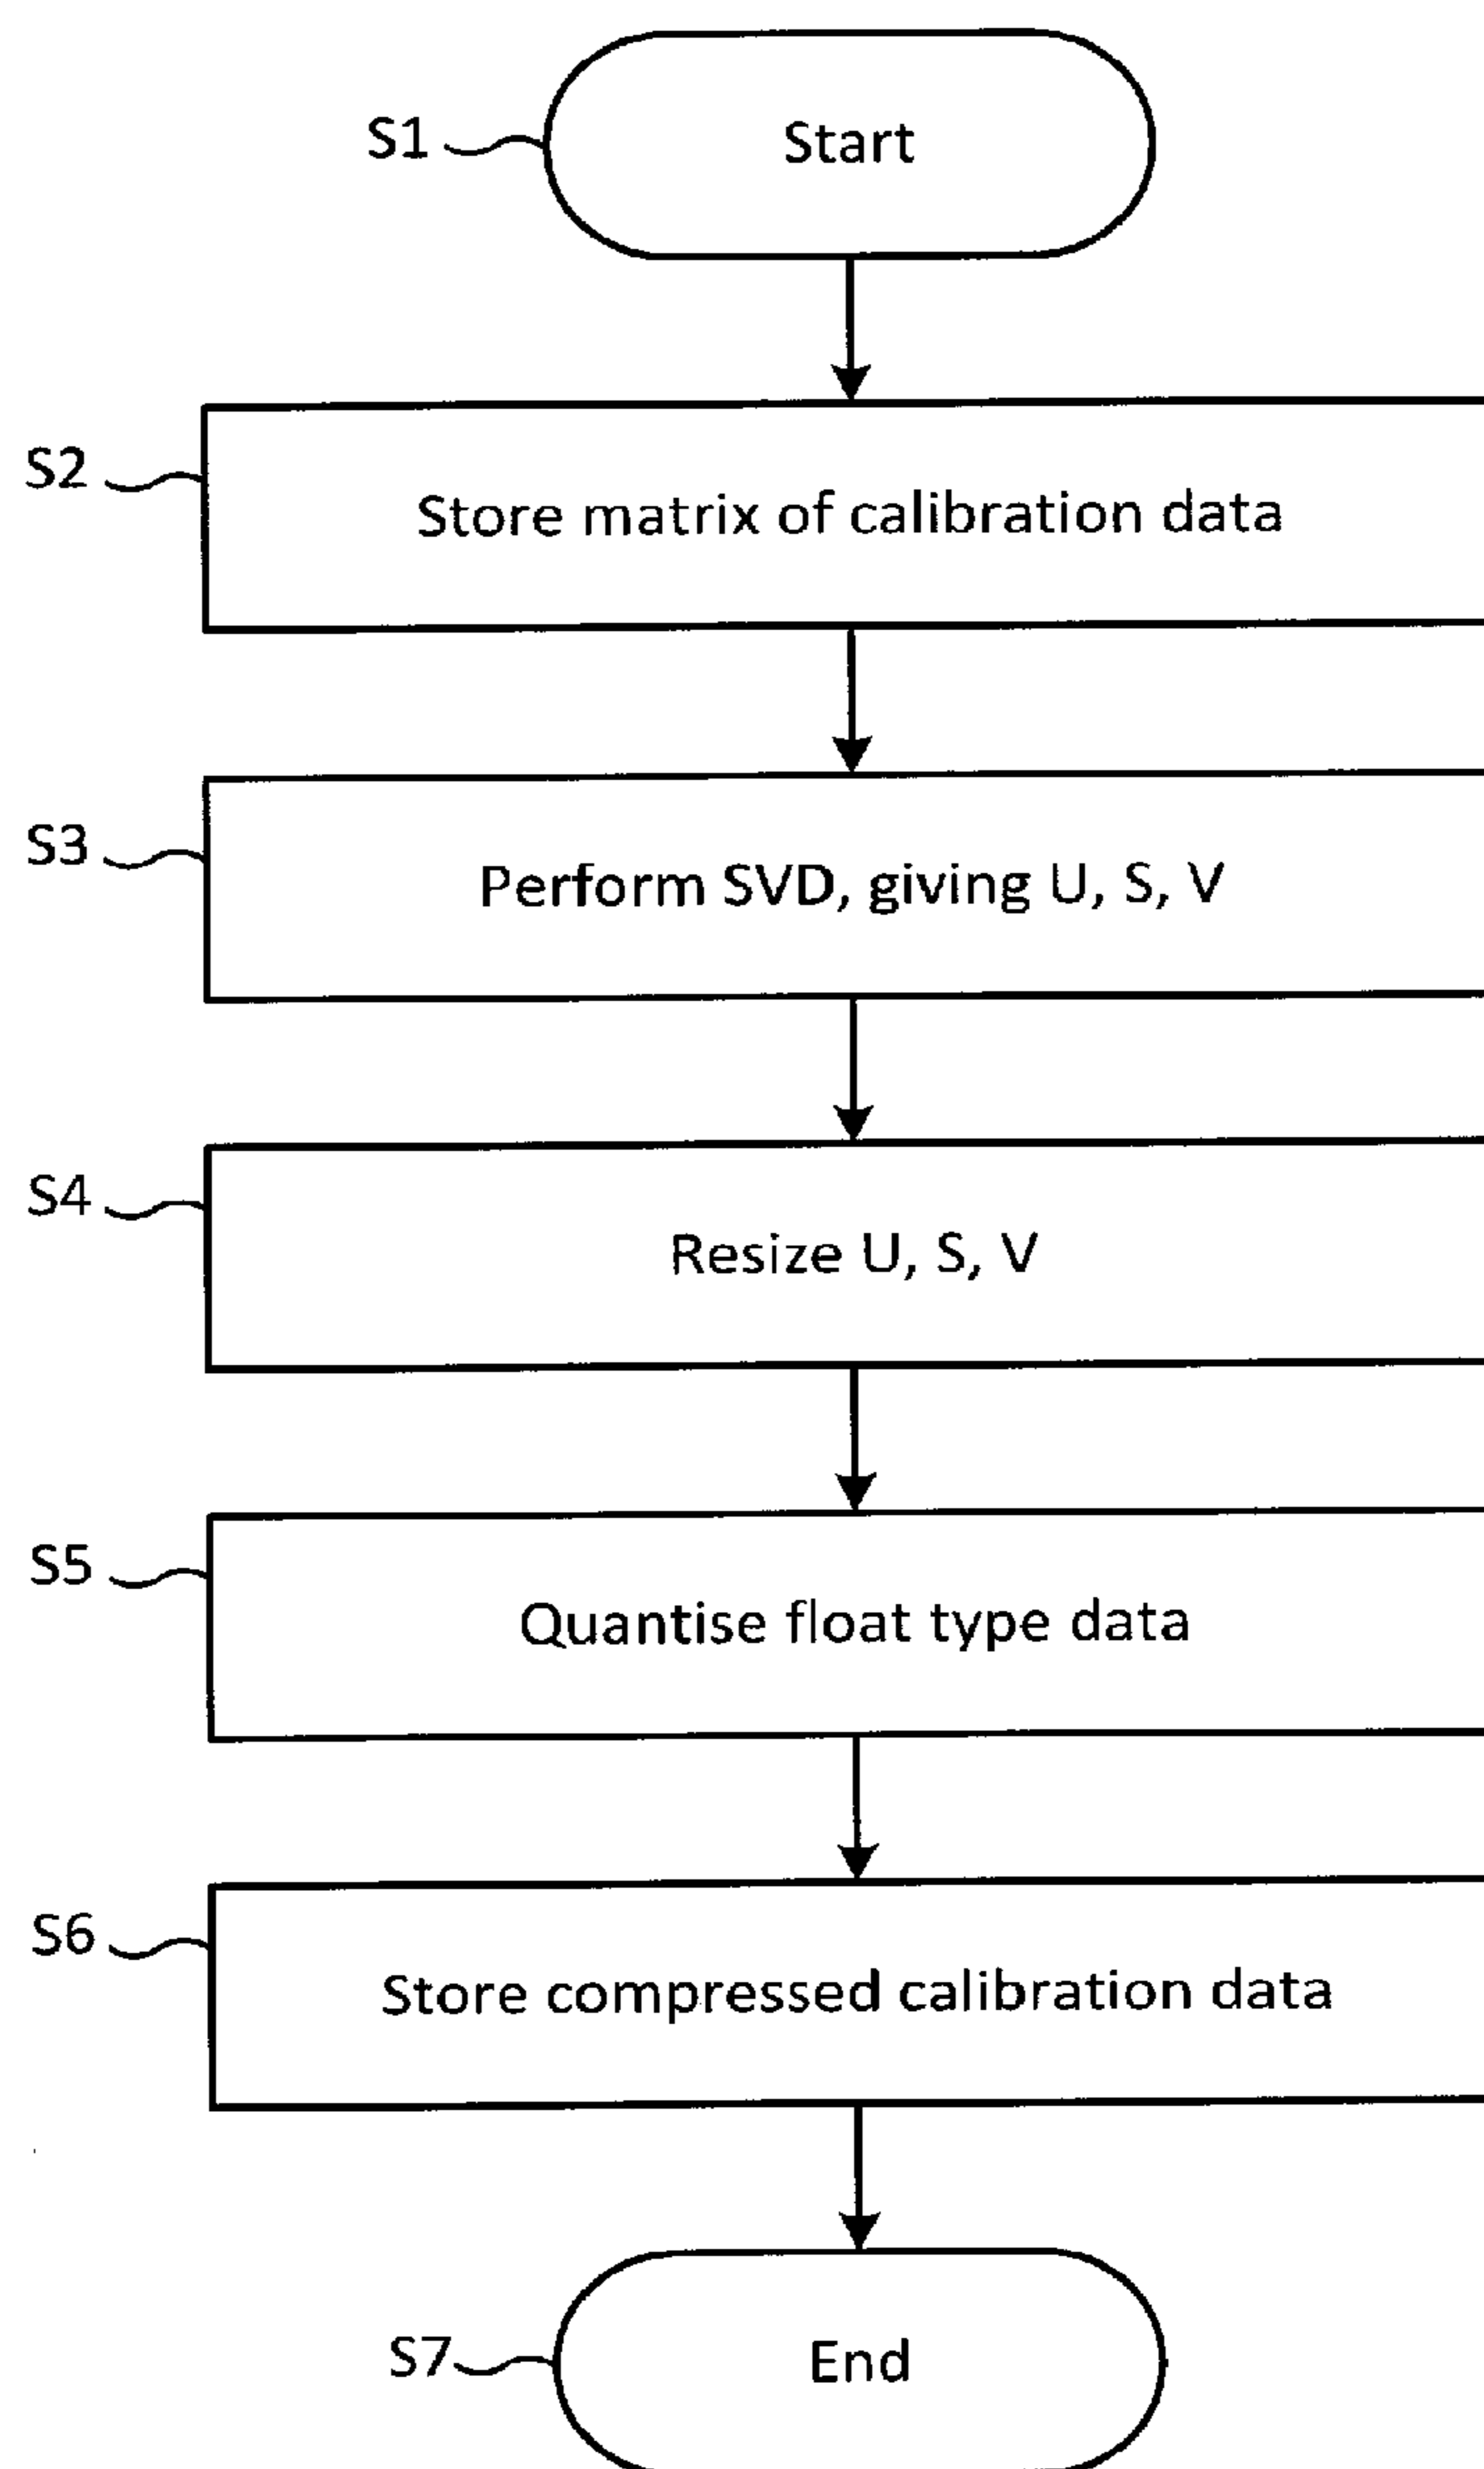 S1 Start
S2 Store matrix of calibration data
S3 Perform SVD, giving U, S, V
S4 Resize U, S, V
S5 Quantise float type data
S6 Store compressed calibration data
S7 End